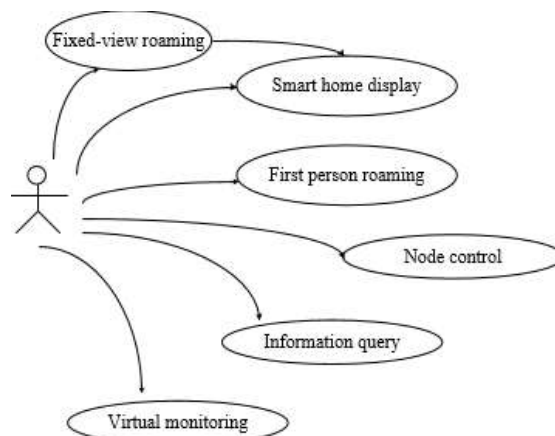 Fixed-view roaming
Smart home display
First person roaming
Node control
Information query
Virtual monitoring